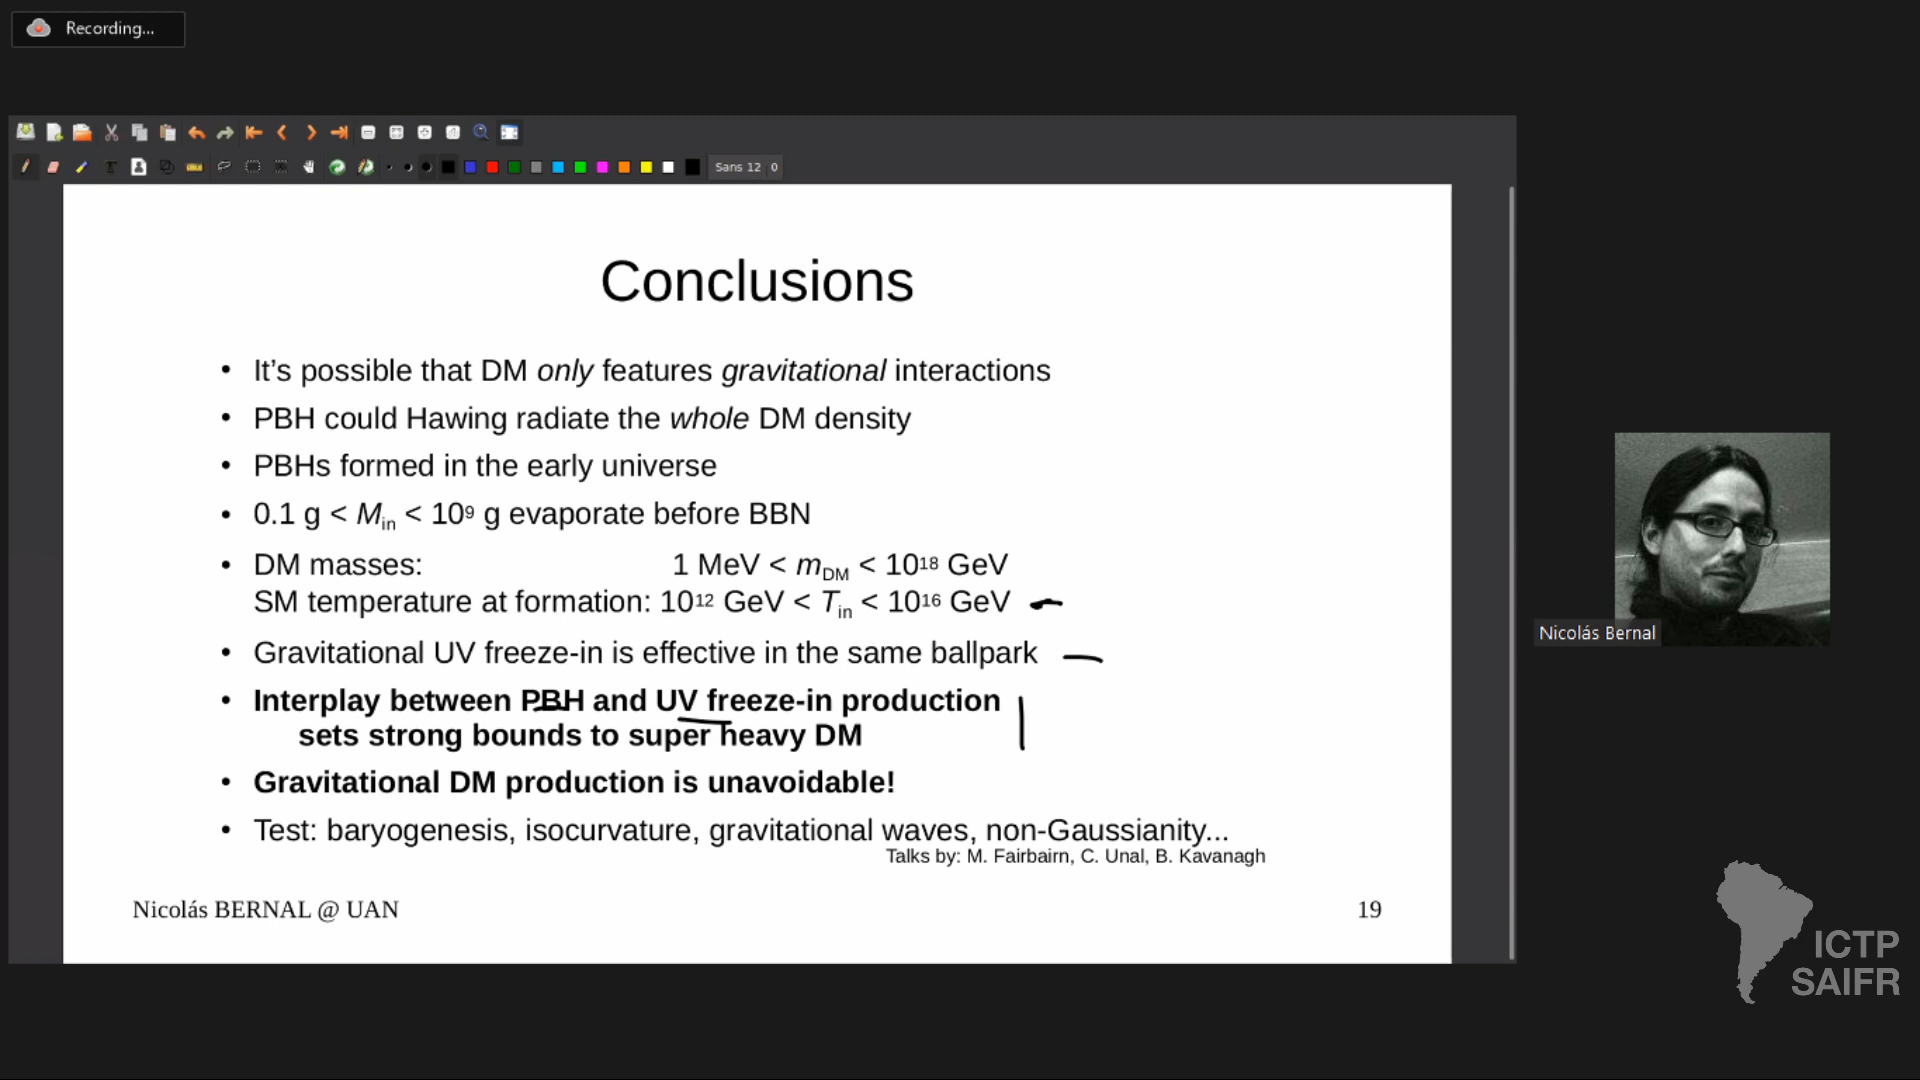 Recording...
Sans 12 0
Conclusions
• It’s possible that DM only features gravitational interactions
• PBH could Hawing radiate the whole DM density
• PBHs formed in the early universe
• 0.1 g < Min < 10⁹ g evaporate before BBN
• DM masses: 1 MeV < mDM < 10¹⁸ GeV
SM temperature at formation: 10¹² GeV < Tin < 10¹⁶ GeV
• Gravitational UV freeze-in is effective in the same ballpark
• Interplay between PBH and UV freeze-in production
sets strong bounds to super heavy DM
• Gravitational DM production is unavoidable!
• Test: baryogenesis, isocurvature, gravitational waves, non-Gaussianity...
Talks by: M. Fairbairn, C. Unal, B. Kavanagh
Nicolás BERNAL @ UAN
19
Nicolás Bernal
ICTP
SAIFR